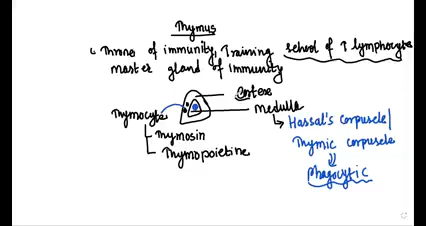 Thymus
Throne of immunity, Training school of T lymphocytes
master gland of immunity
Cortex
Thymocyte
Medulla
Hassal's corpuscle/
Thymic corpuscle
Thymosin
Thymopoietine
phagocytic